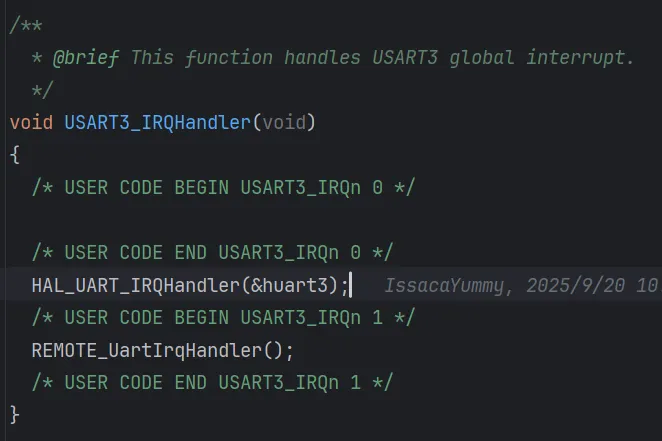 /**
 * @brief This function handles USART3 global interrupt.
 */
void USART3_IRQHandler(void)
{
  /* USER CODE BEGIN USART3_IRQn 0 */

  /* USER CODE END USART3_IRQn 0 */
  HAL_UART_IRQHandler(&huart3);    IssacaYummy, 2025/9/20 10
  /* USER CODE BEGIN USART3_IRQn 1 */
  REMOTE_UartIrqHandler();
  /* USER CODE END USART3_IRQn 1 */
}